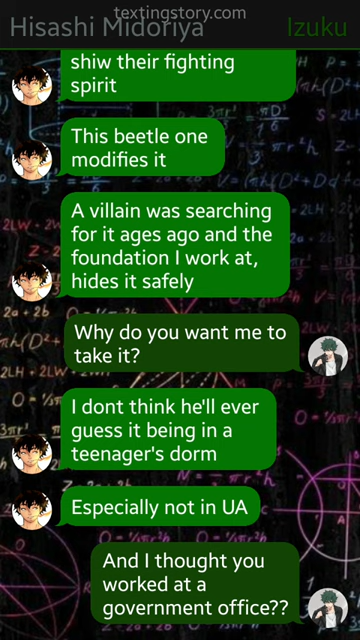 textingstory.com
Hisashi Midoriya Izuku
shiw their fighting
spirit
This beetle one
modifies it
A villain was searching
for it ages ago and the
foundation I work at,
hides it safely
Why do you want me to
take it?
I dont think he'll ever
guess it being in a
teenager's dorm
Especially not in UA
And I thought you
worked at a
government office??